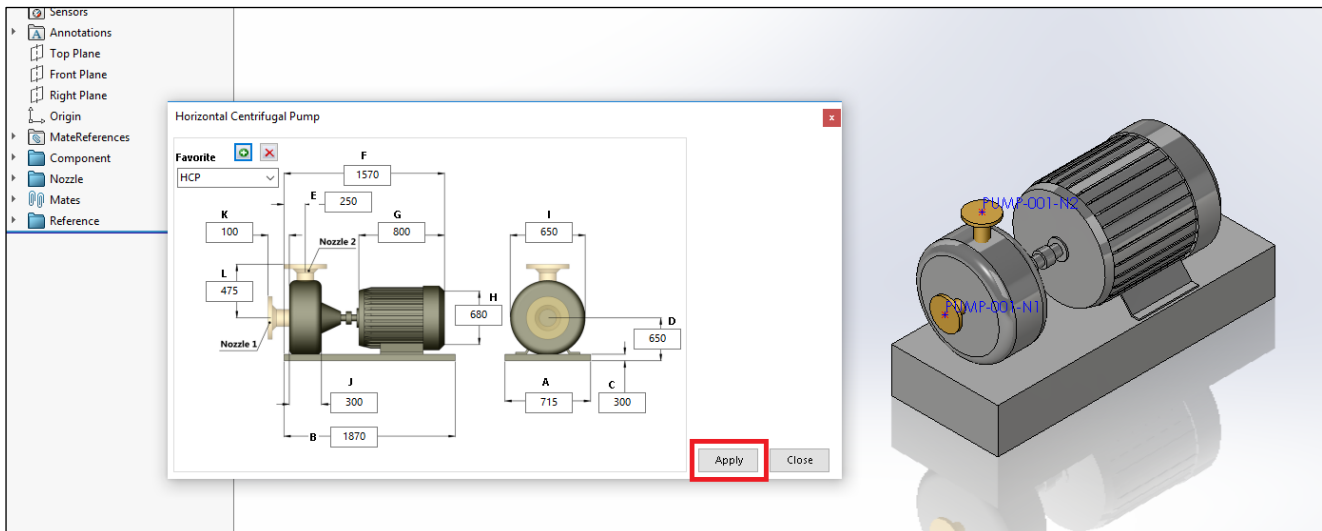 Sensors
Annotations
Top Plane
Front Plane
Right Plane
Origin
MateReferences
Component
Nozzle
Mates
Reference
Horizontal Centrifugal Pump
x
Favorite
HCP
F
1570
E
250
K
100
G
800
I
650
Nozzle 2
L
475
H
680
D
650
Nozzle 1
J
300
A
715
C
300
B
1870
Apply
Close
PUMP-001-N2
PUMP-001-N1